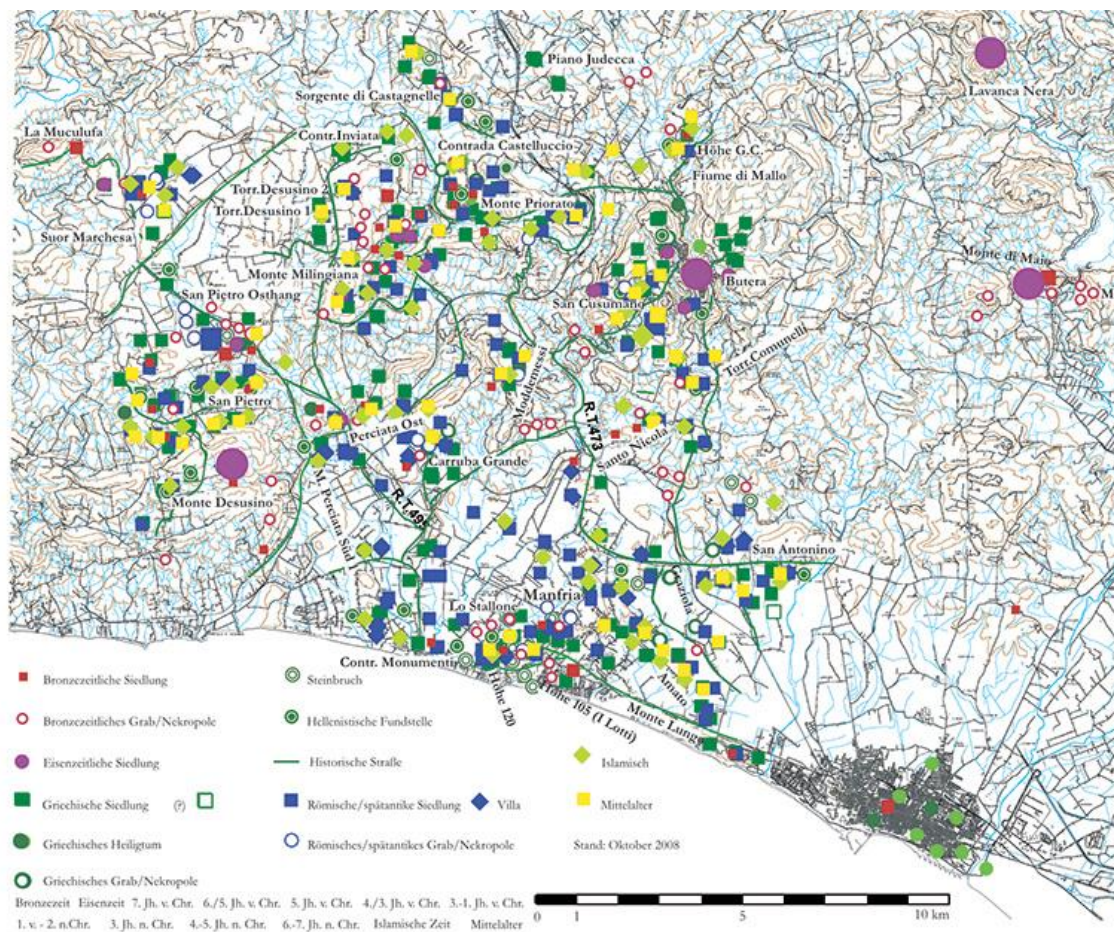 Piano Judecca
Lavanca Nera
Sorgente di Castagnelle
La Muculufa
Contr.Inviata
Contrada Castelluccio
Höhe G.C.
Fiume di Mallo
Torr.Desusino 2
Monte Priorato
Torr.Desusino 1
Suor Marchesa
Monte di Maio
Monte Milingiana
Butera
M
San Pietro Osthang
San Cusumano
Torr.Comunelli
Moddemessi
San Pietro
Perciata Ost
R.T.473
Santo Nicola
Carruba Grande
Monte Desusino
M. Perciata Süd
R.T.49
San Antonino
Manfria
Lo Stallone
Contr. Monumenti
Höhe 120
Höhe 105 (I Lotti)
Amato
Monte Lungo
Bronzezeitliche Siedlung
Steinbruch
Bronzezeitliches Grab/Nekropole
Hellenistische Fundstelle
Eisenzeitliche Siedlung
Historische Straße
Islamisch
Griechische Siedlung (?)
Römische/spätantike Siedlung
Villa
Mittelalter
Griechisches Heiligtum
Römisches/spätantikes Grab/Nekropole
Stand: Oktober 2008
Griechisches Grab/Nekropole
Bronzezeit Eisenzeit 7. Jh. v. Chr. 6./5. Jh. v. Chr. 5. Jh. v. Chr. 4./3. Jh. v. Chr. 3.-1. Jh. v. Chr.
1. v. - 2. n.Chr. 3. Jh. n. Chr. 4.-5. Jh. n. Chr. 6.-7. Jh. n. Chr. Islamische Zeit Mittelalter
0 1 5 10 km